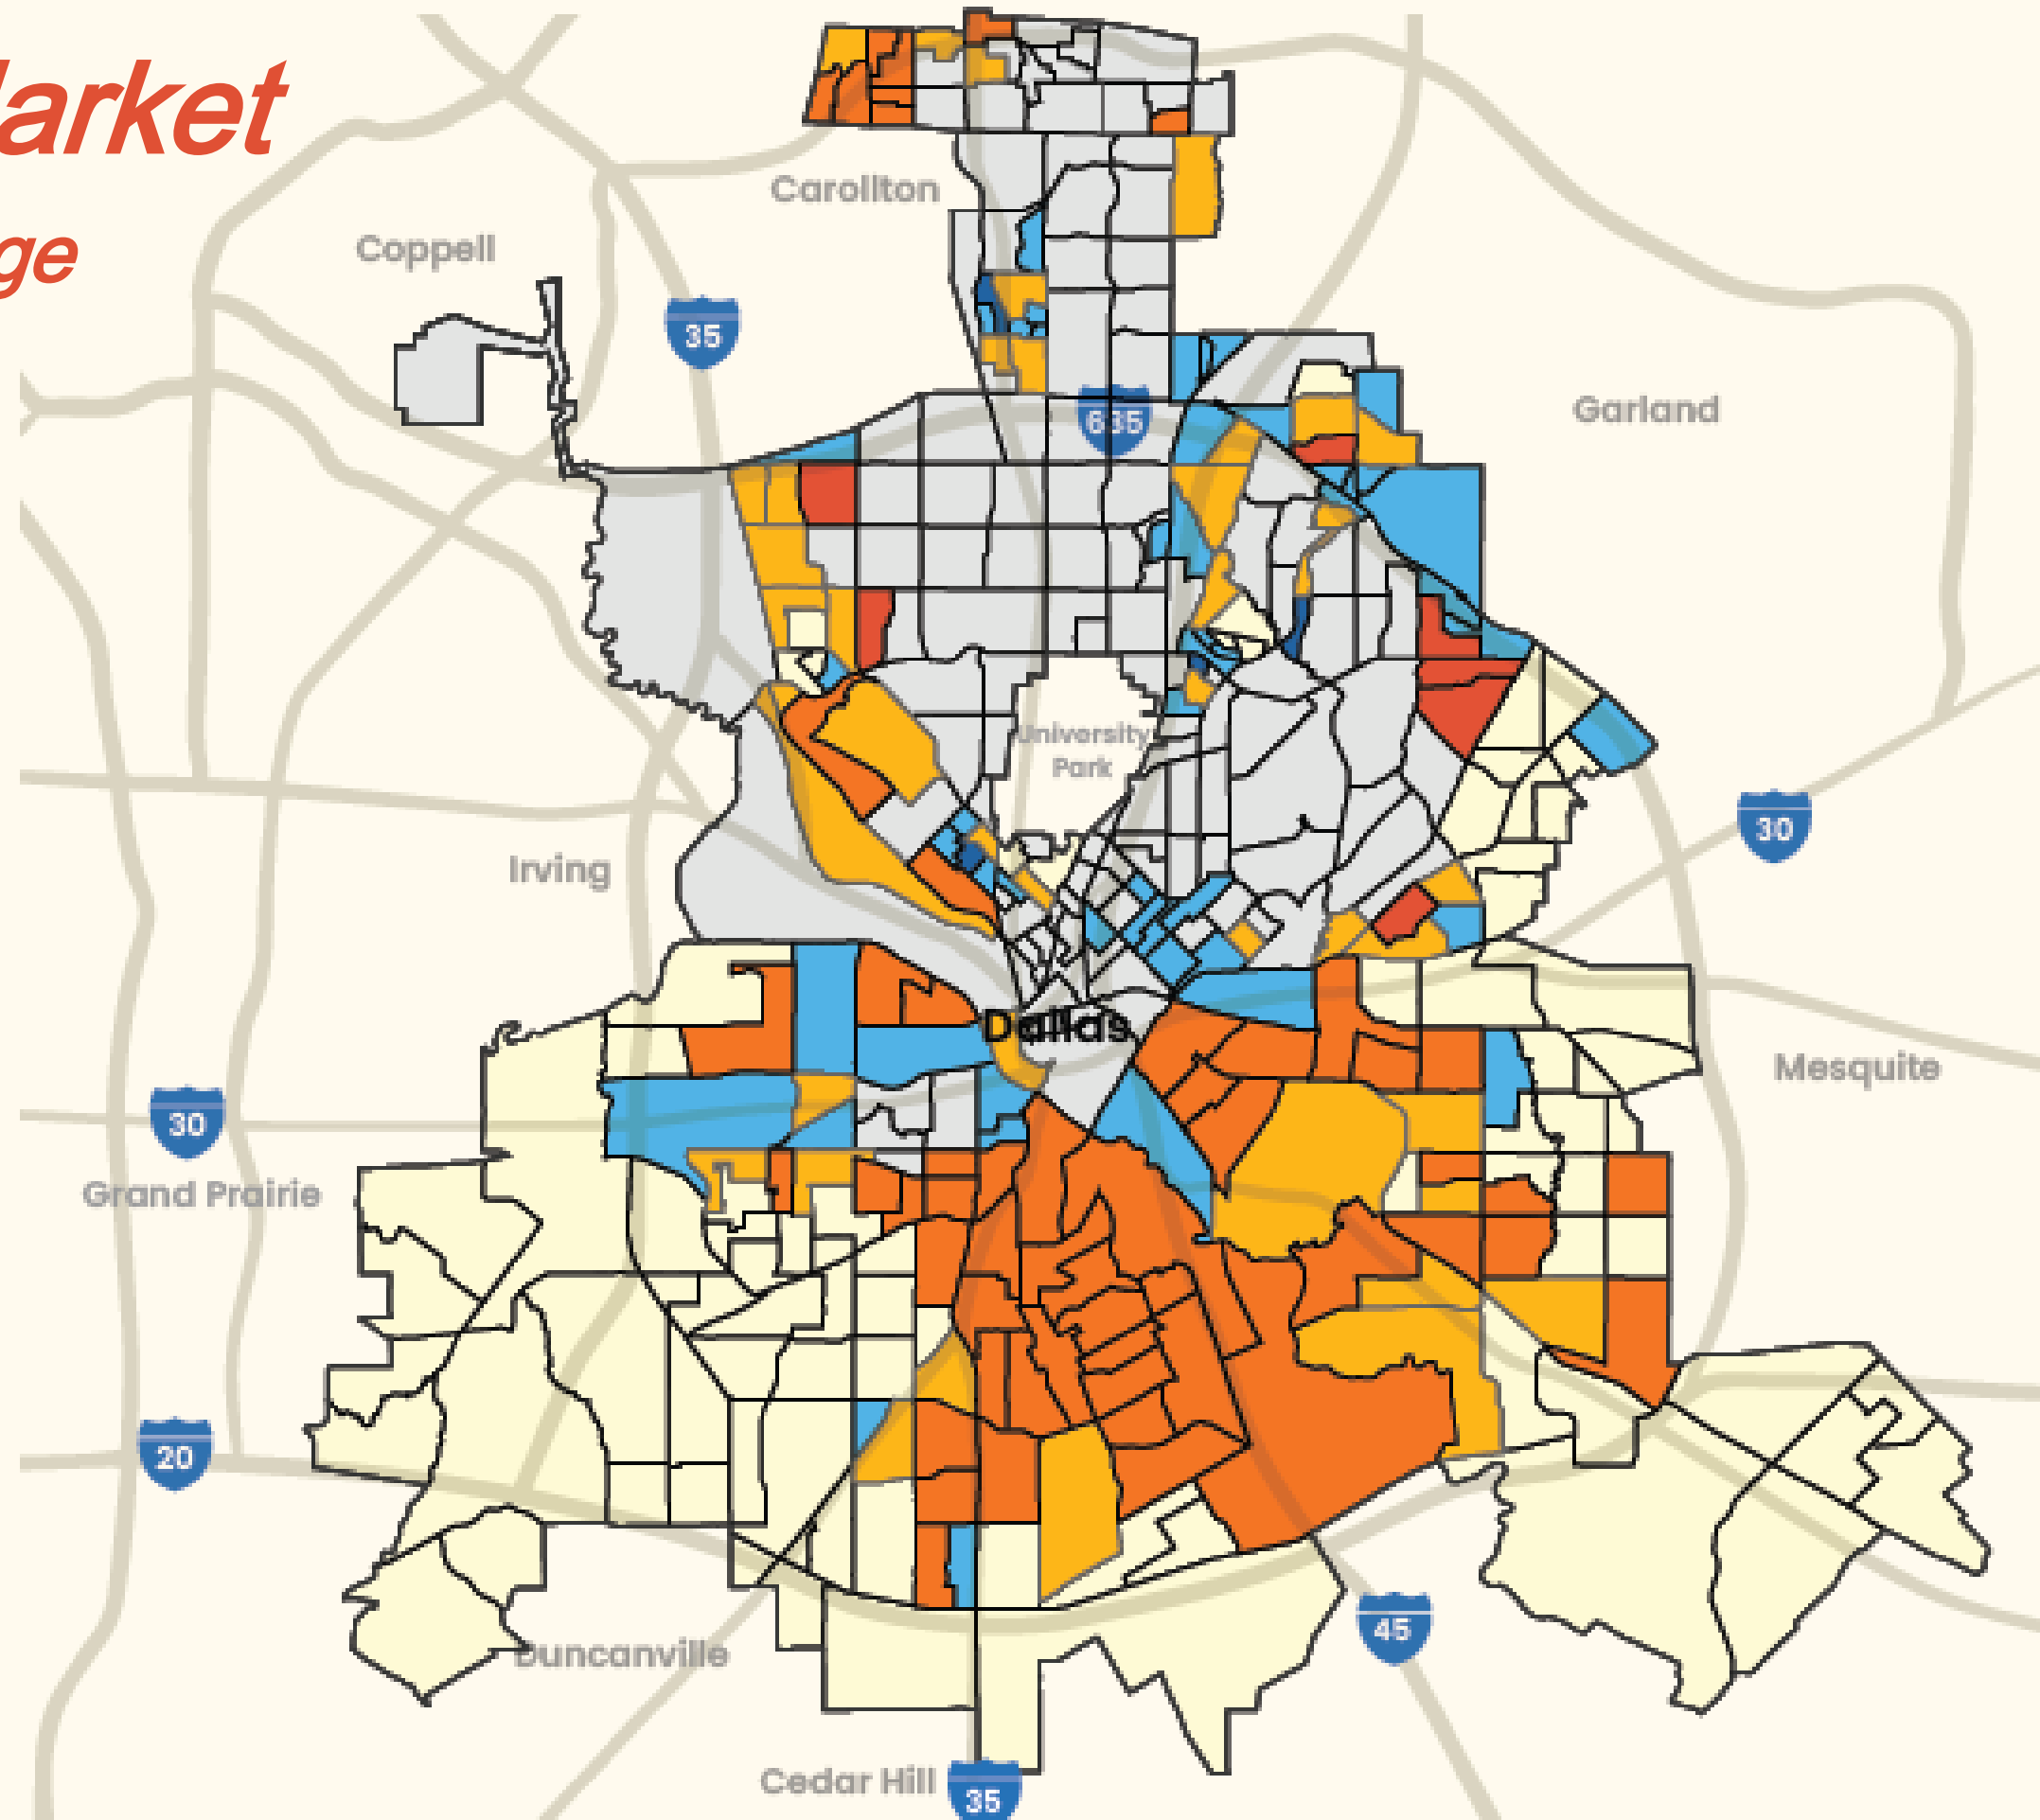 arket
ge
Carollton
Coppell
35
635
Garland
University
Park
30
Irving
Dallas
Mesquite
30
Grand Prairie
20
45
Duncanville
Cedar Hill
35